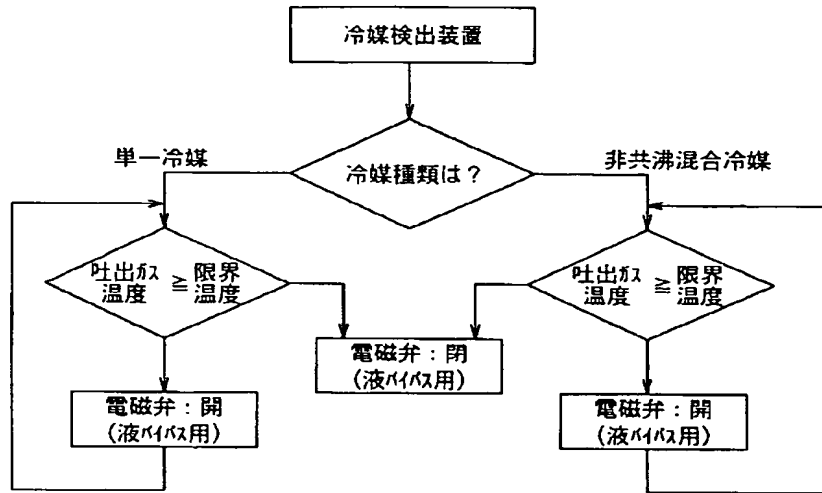 冷媒検出装置
単一冷媒
冷媒種類は？
非共沸混合冷媒
吐出ガス
温度
≧
限界
温度
吐出ガス
温度
≧
限界
温度
電磁弁：閉
(液バイパス用)
電磁弁：開
(液バイパス用)
電磁弁：開
(液バイパス用)